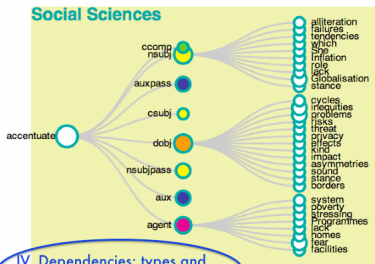 Social Sciences
accentuate
ccomp
nsubj
auxpass
csubj
dobj
nsubjpass
aux
agent
alliteration
failures
tendencies
which
She
Inflation
role
lack
Globalisation
stance
cycles
inequities
problems
risks
threat
privacy
effects
kind
impact
asymmetries
sound
stance
borders
system
poverty
stressing
Programmes
lack
homes
fear
facilities
IV. Dependencies: types and